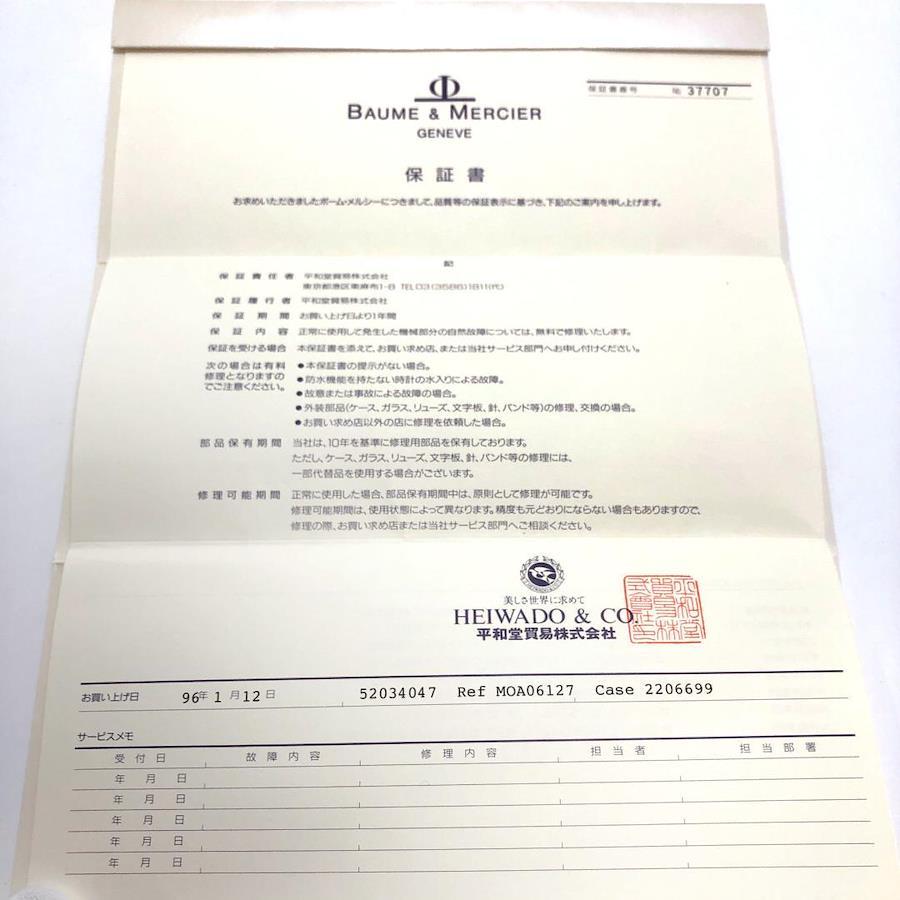 BAUME & MERCIER
GENEVE
保証書番号 № 37707
保証書
お求めいただきましたボーム・メルシーにつきまして、品質等の保証表示に基づき、下記のご案内を申し上げます。
記
保証責任者 平和堂貿易株式会社
東京都港区東麻布1-8 TEL03(3586)1811(代)
保証履行者 平和堂貿易株式会社
保証期間 お買い上げ日より1年間
保証内容 正常に使用して発生した機械部分の自然故障については、無料で修理いたします。
保証を受ける場合 本保証書を添えて、お買い求め店、または当社サービス部門へお申し付けください。
次の場合は有料 ●本保証書の提示がない場合。
修理となりますの ●防水機能を持たない時計の水入りによる故障。
でご注意ください。 ●故意または事故による故障の場合。
●外装部品(ケース、ガラス、リューズ、文字板、針、バンド等)の修理、交換の場合。
●お買い求め店以外の店に修理を依頼した場合。
部品保有期間 当社は、10年を基準に修理用部品を保有しております。
ただし、ケース、ガラス、リューズ、文字板、針、バンド等の修理には、
一部代替品を使用する場合がございます。
修理可能期間 正常に使用した場合、部品保有期間中は、原則として修理が可能です。
修理可能期間は、使用状態によって異なります。精度も元どおりにならない場合もありますので、
修理の際、お買い求め店または当社サービス部門へご相談ください。
美しさ世界に求めて
HEIWADO & CO.
平和堂貿易株式会社
平和堂貿易株式会社印
お買い上げ日 96年 1月12日 52034047 Ref MOA06127 Case 2206699
サービスメモ
受付日 故障内容 修理内容 担当者 担当部署
年 月 日
年 月 日
年 月 日
年 月 日
年 月 日